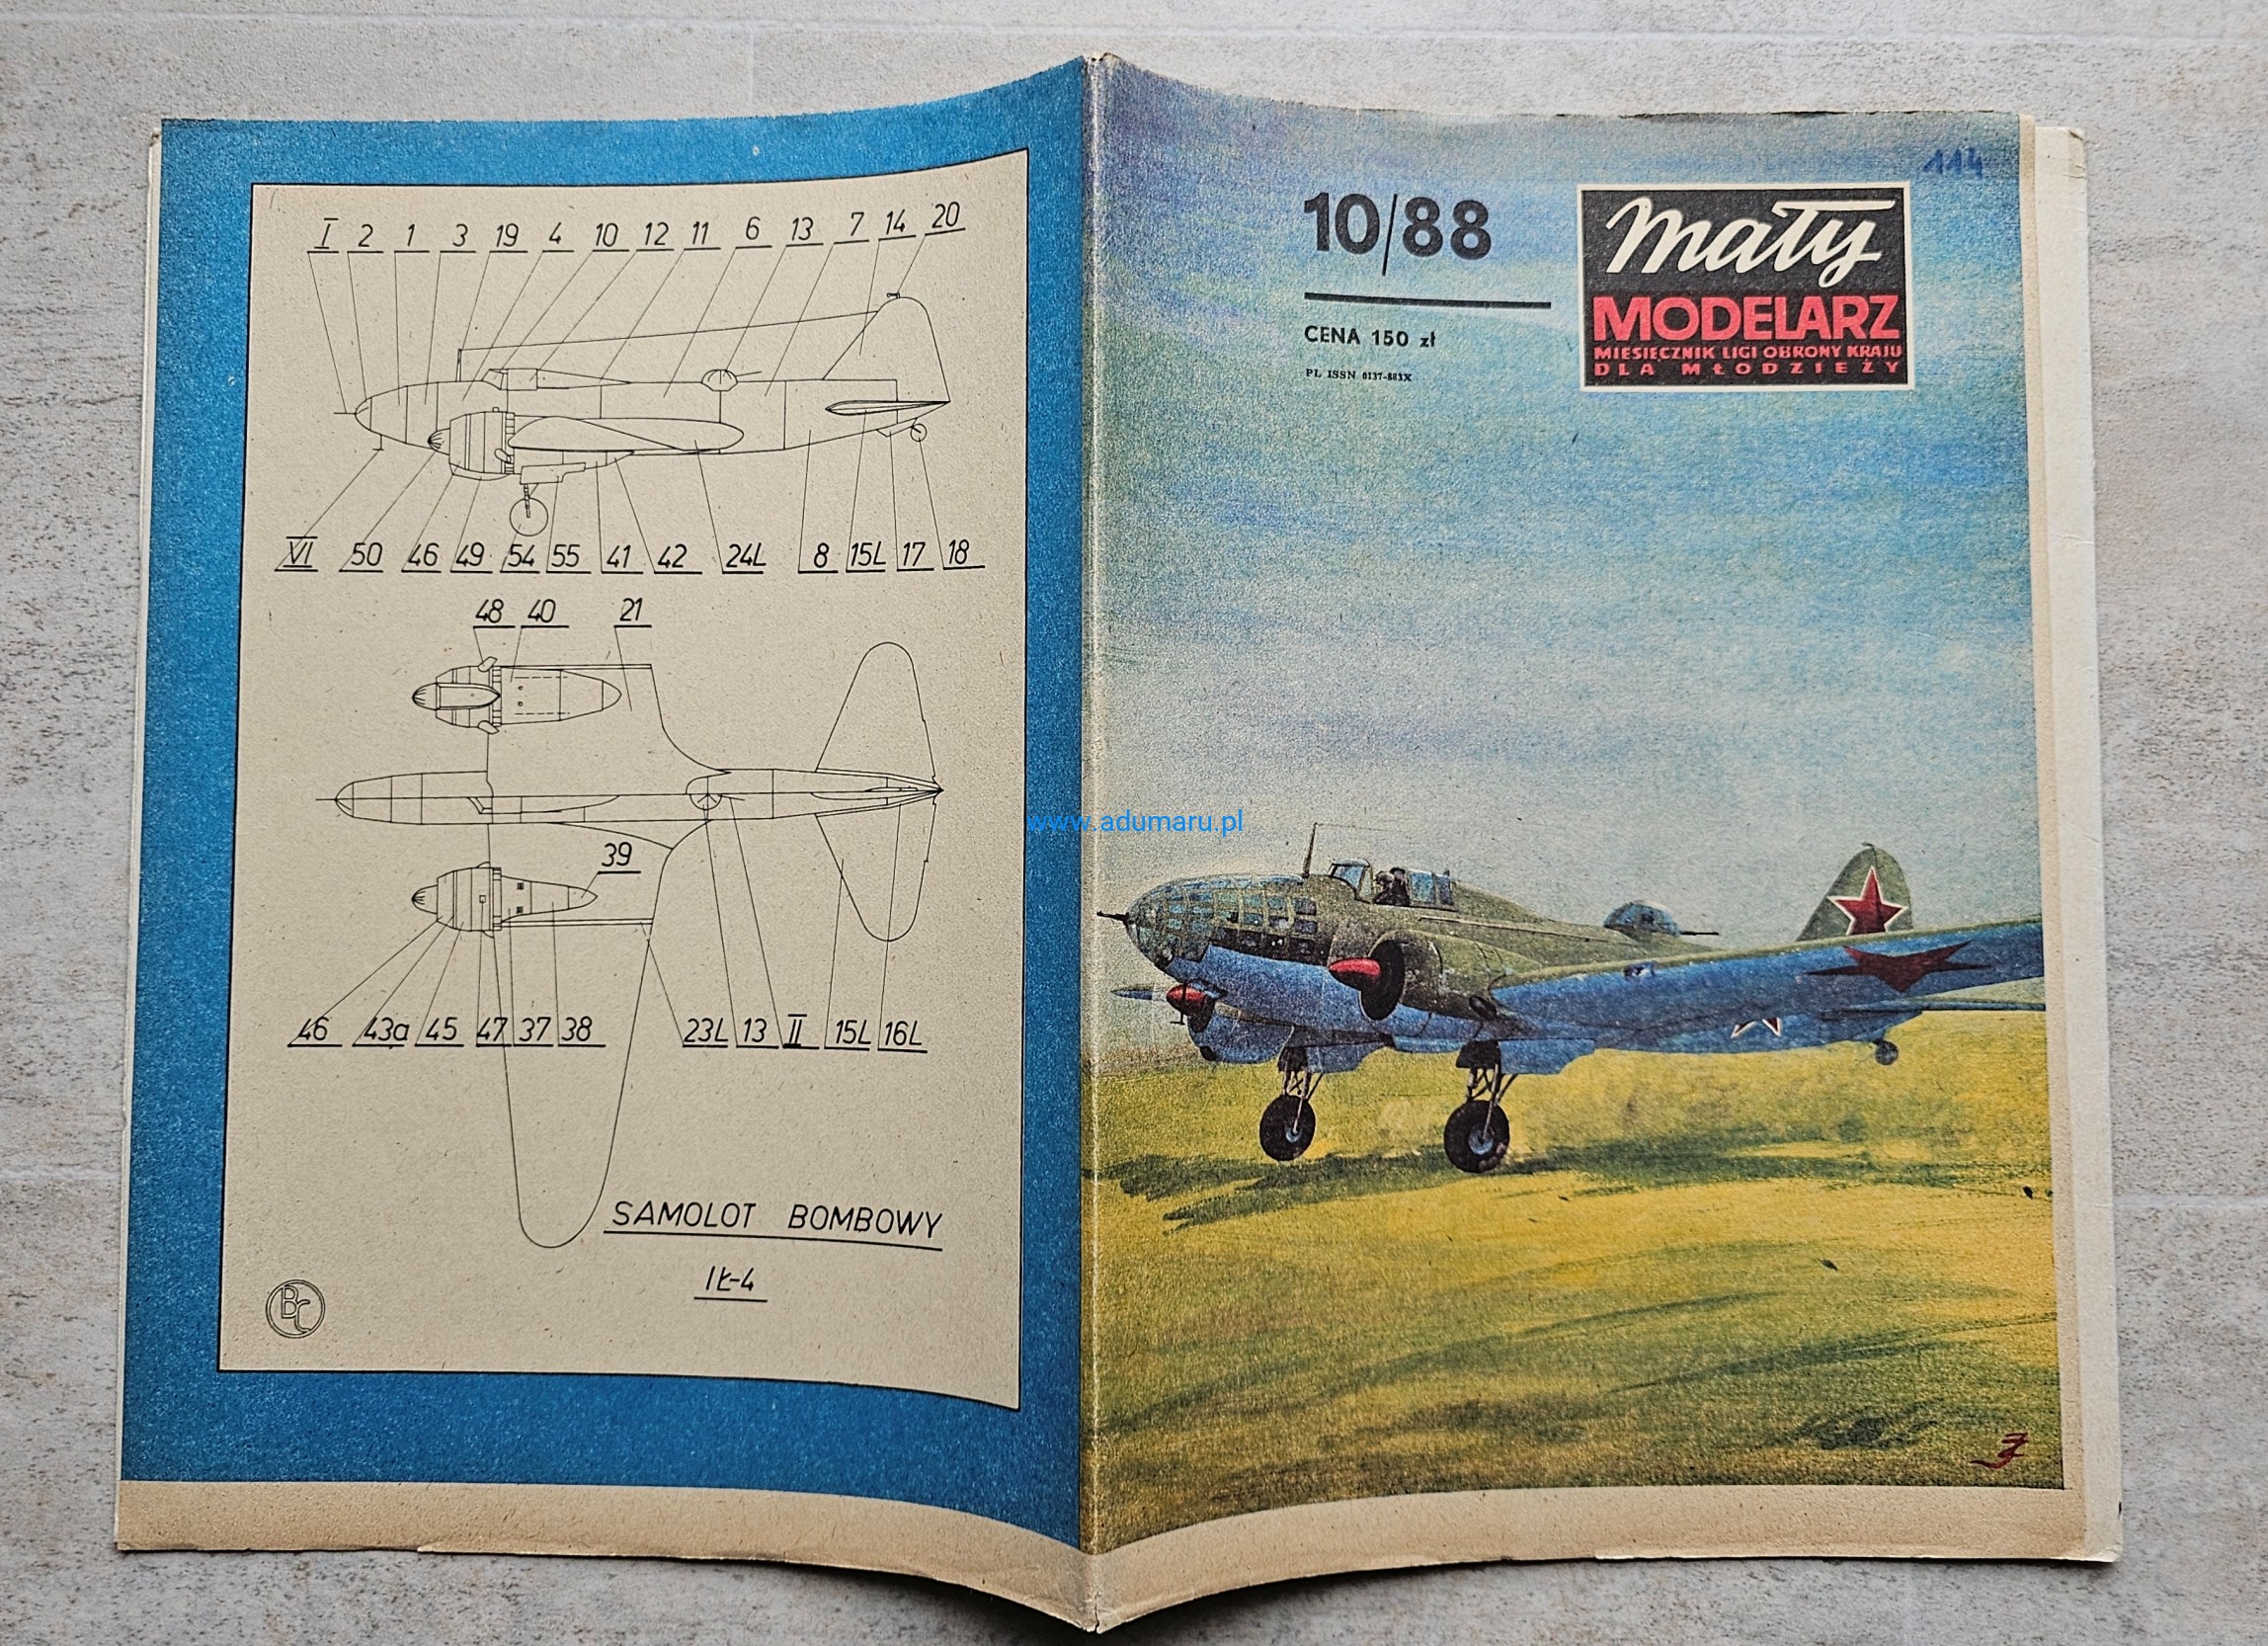 I 2 1 3 19 4 10 12 11 6 13 7 14 20
VI 50 46 49 54 55 41 42 24L 8 15L 17 18
48 40 21
39
46 43a 45 47 37 38 23L 13 II 15L 16L
SAMOLOT BOMBOWY
IŁ-4
BC
114
10/88
CENA 150 zł
PL ISSN 0137-883X
Mały
MODELARZ
MIESIĘCZNIK LIGI OBRONY KRAJU
DLA MŁODZIEŻY
www.adumaru.pl